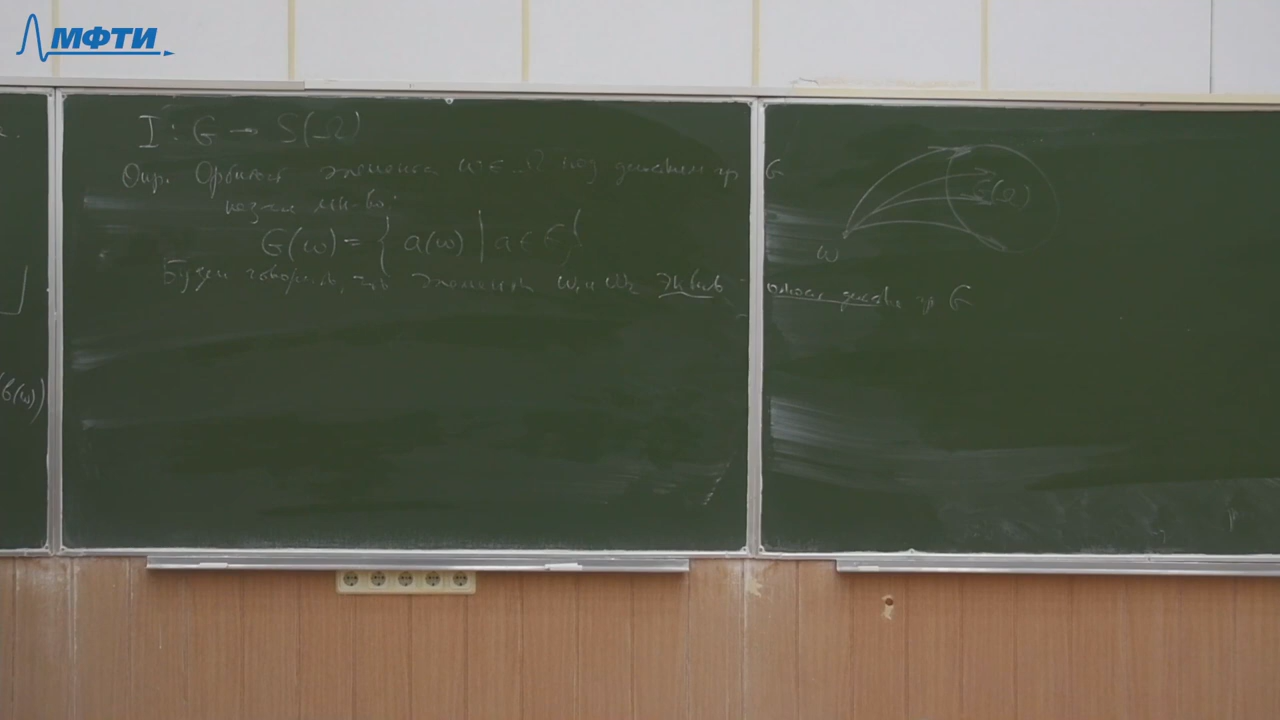 МФТИ
I : G → S(Ω)
Опр. Орбитой элемента ω ∈ Ω под действием гр G
назыв мн-во:
G(ω) = { a(ω) | a ∈ G }
Будем говорить, что элементы ω₁ и ω₂ эквив относ действ гр G
ω
G(ω)
(b(ω))